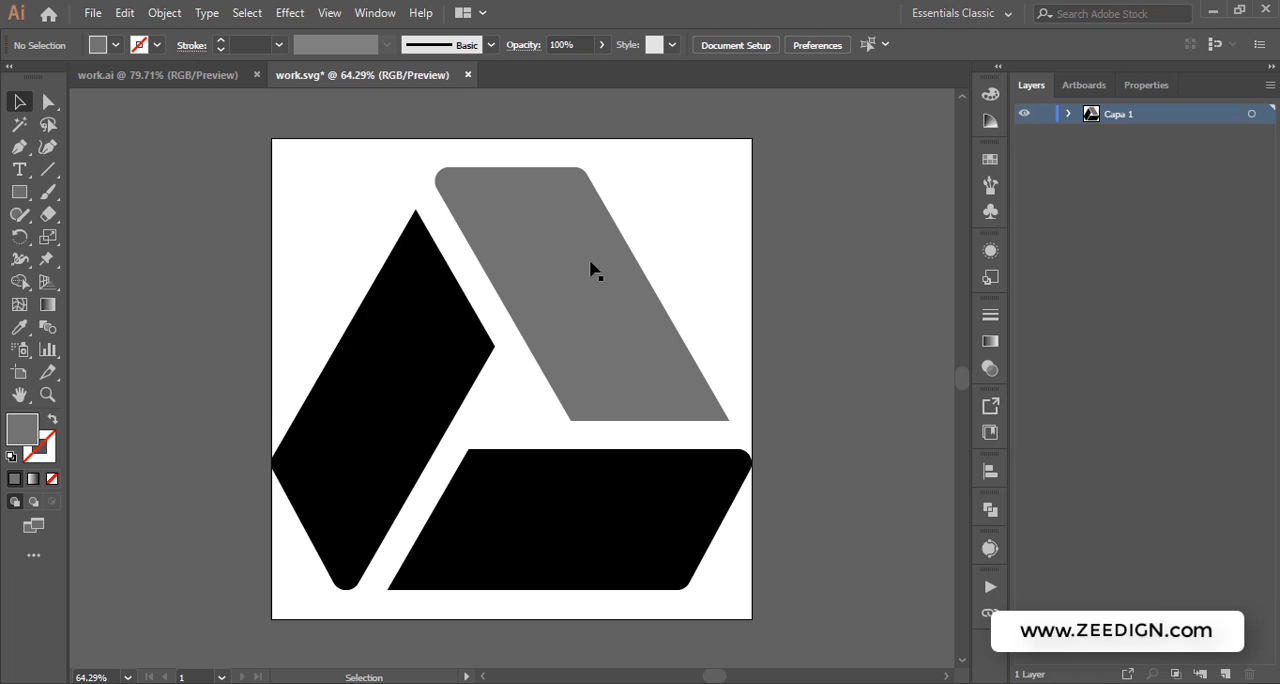 Ai File Edit Object Type Select Effect View Window Help Essentials Classic Search Adobe Stock
No Selection Stroke: Basic Opacity: 100% Style: Document Setup Preferences
work.ai @ 79.71% (RGB/Preview) × work.svg* @ 64.29% (RGB/Preview) ×
Layers Artboards Properties
Capa 1
www.ZEEDIGN.com
64.29% 1 Selection 1 Layer